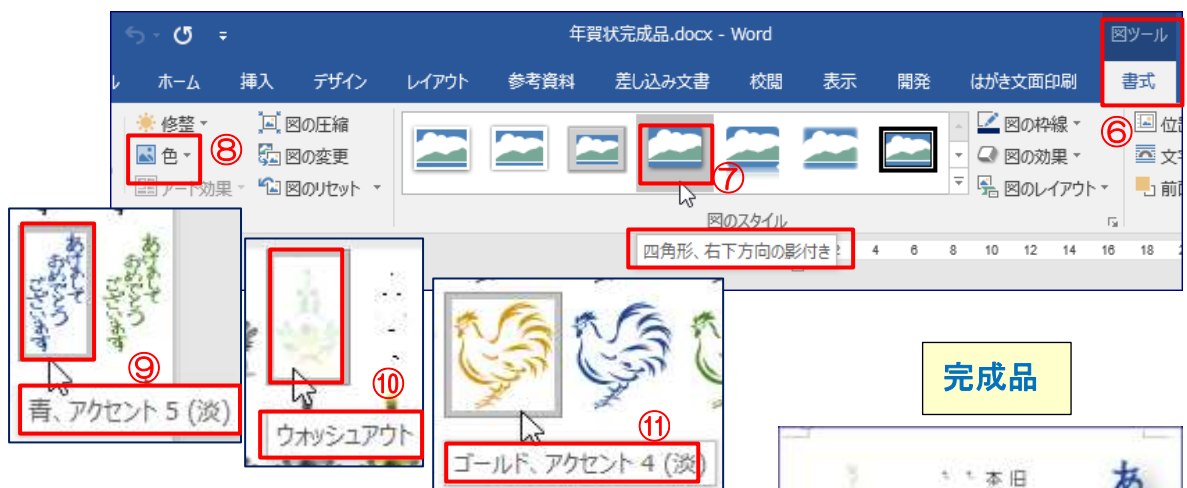 年賀状完成品.docx - Word
図ツール
ホーム 挿入 デザイン レイアウト 参考資料 差し込み文書 校閲 表示 開発 はがき文面印刷 書式
修整 図の圧縮 図の枠線 ⑥
色 ⑧ 図の変更 ⑦ 図の効果
アート効果 図のリセット 図のレイアウト
図のスタイル
四角形、右下方向の影付き
4 6 8 10 12 14 16 18
あけまして
おめでとう
ございます
あけまして
おめでとう
ございます
⑨
青、アクセント 5 (淡)
⑩
ウォッシュアウト
⑪
ゴールド、アクセント 4 (淡)
完成品
本 旧
あ